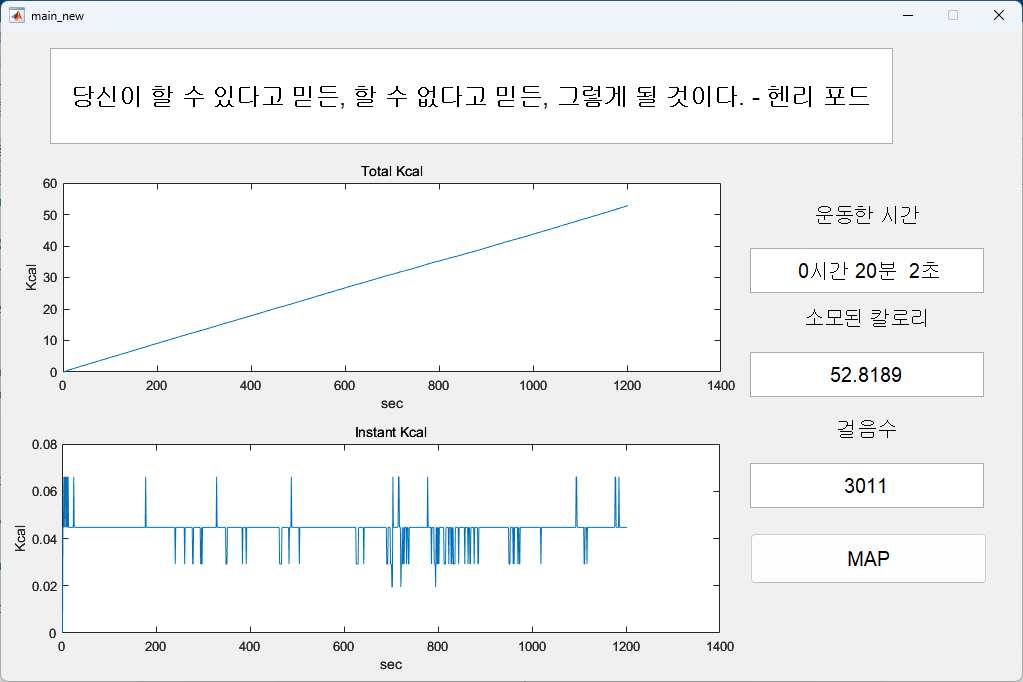 main_new
당신이 할 수 있다고 믿든, 할 수 없다고 믿든, 그렇게 될 것이다. - 헨리 포드
Total Kcal
60
50
40
30
20
10
0
Kcal
0 200 400 600 800 1000 1200 1400
sec
Instant Kcal
0.08
0.06
0.04
0.02
0
Kcal
0 200 400 600 800 1000 1200 1400
sec
운동한 시간
0시간 20분 2초
소모된 칼로리
52.8189
걸음수
3011
MAP